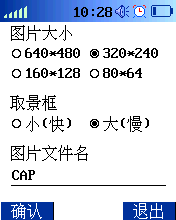 10:28
图片大小
640*480 320*240
160*128 80*64
取景框
小(快) 大(慢)
图片文件名
CAP
确认 退出